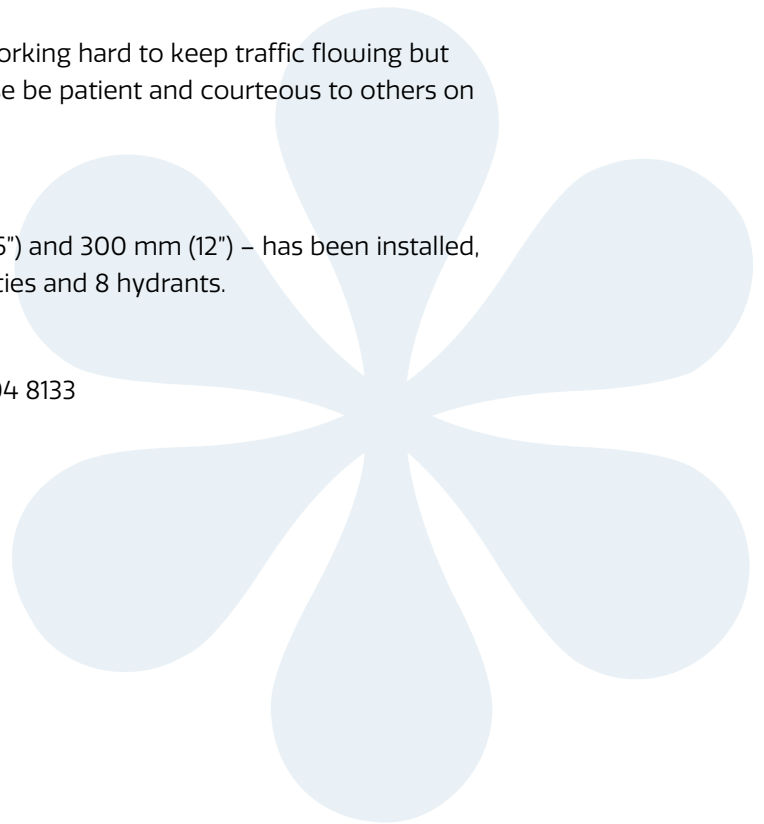 orking hard to keep traffic flowing but
e be patient and courteous to others on
") and 300 mm (12") – has been installed,
ties and 8 hydrants.
04 8133